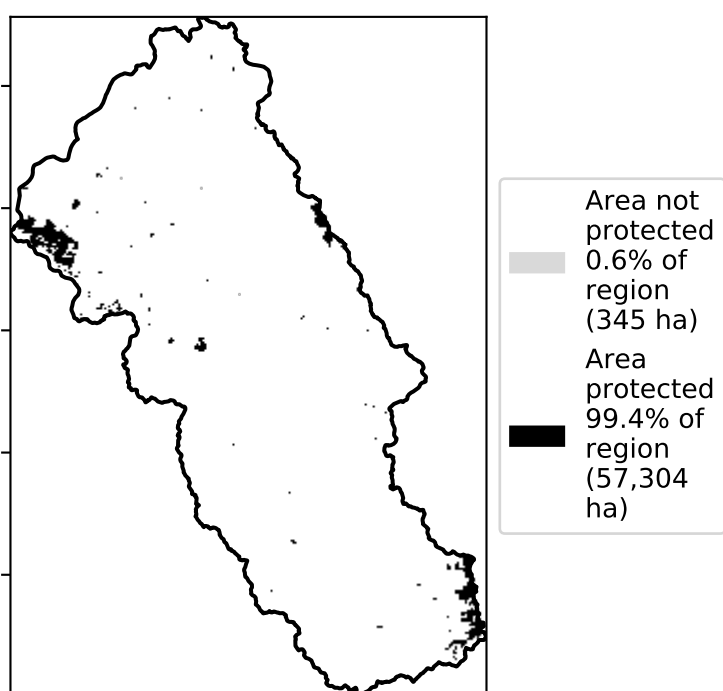 Area not
protected
0.6% of
region
(345 ha)
Area
protected
99.4% of
region
(57,304
ha)